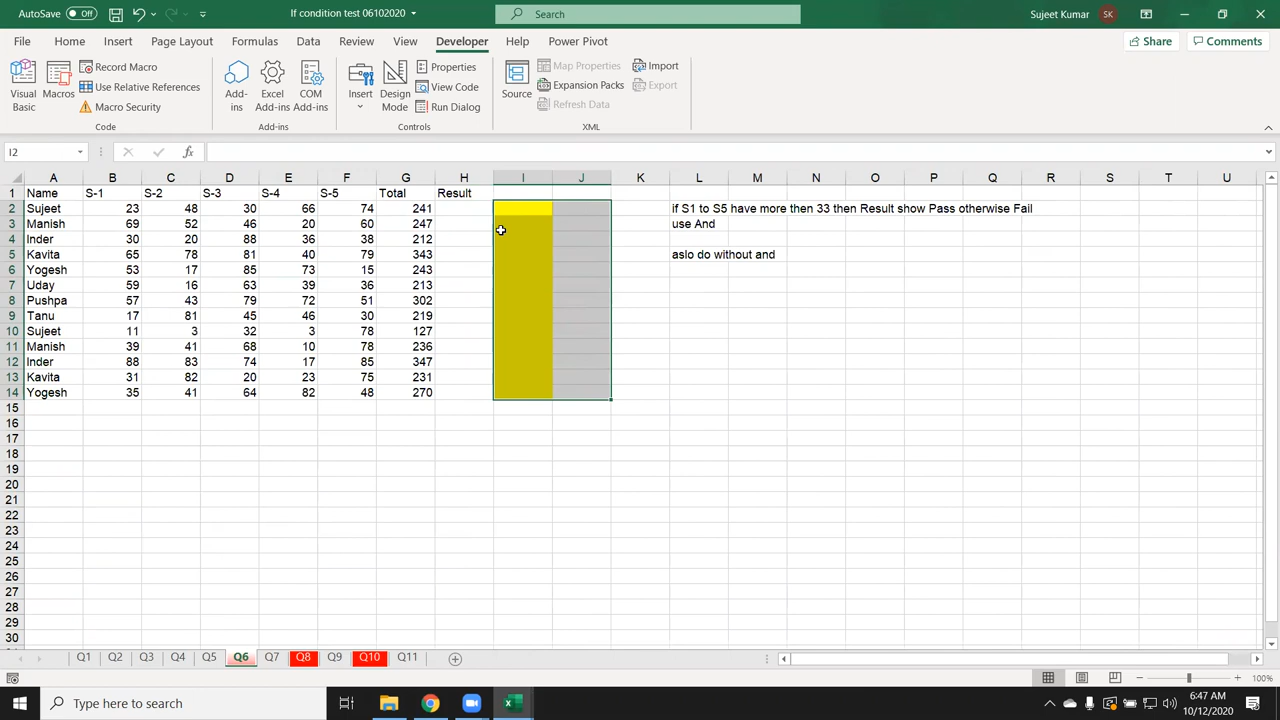 AutoSave Off If condition test 06102020 Search Sujeet Kumar SK
File Home Insert Page Layout Formulas Data Review View Developer Help Power Pivot Share Comments
Visual Basic Macros Record Macro Use Relative References Macro Security Code
Add-ins Excel Add-ins COM Add-ins Add-ins
Insert Design Mode Properties View Code Run Dialog Controls
Source Map Properties Expansion Packs Refresh Data Import Export XML
I2 fx
A B C D E F G H I J K L M N O P Q R S T U
1 Name S-1 S-2 S-3 S-4 S-5 Total Result
2 Sujeet 23 48 30 66 74 241 if S1 to S5 have more then 33 then Result show Pass otherwise Fail
3 Manish 69 52 46 20 60 247 use And
4 Inder 30 20 88 36 38 212
5 Kavita 65 78 81 40 79 343 aslo do without and
6 Yogesh 53 17 85 73 15 243
7 Uday 59 16 63 39 36 213
8 Pushpa 57 43 79 72 51 302
9 Tanu 17 81 45 46 30 219
10 Sujeet 11 3 32 3 78 127
11 Manish 39 41 68 10 78 236
12 Inder 88 83 74 17 85 347
13 Kavita 31 82 20 23 75 231
14 Yogesh 35 41 64 82 48 270
15
16
17
18
19
20
21
22
23
24
25
26
27
28
29
30
Q1 Q2 Q3 Q4 Q5 Q6 Q7 Q8 Q9 Q10 Q11
100%
Type here to search
6:47 AM
10/12/2020